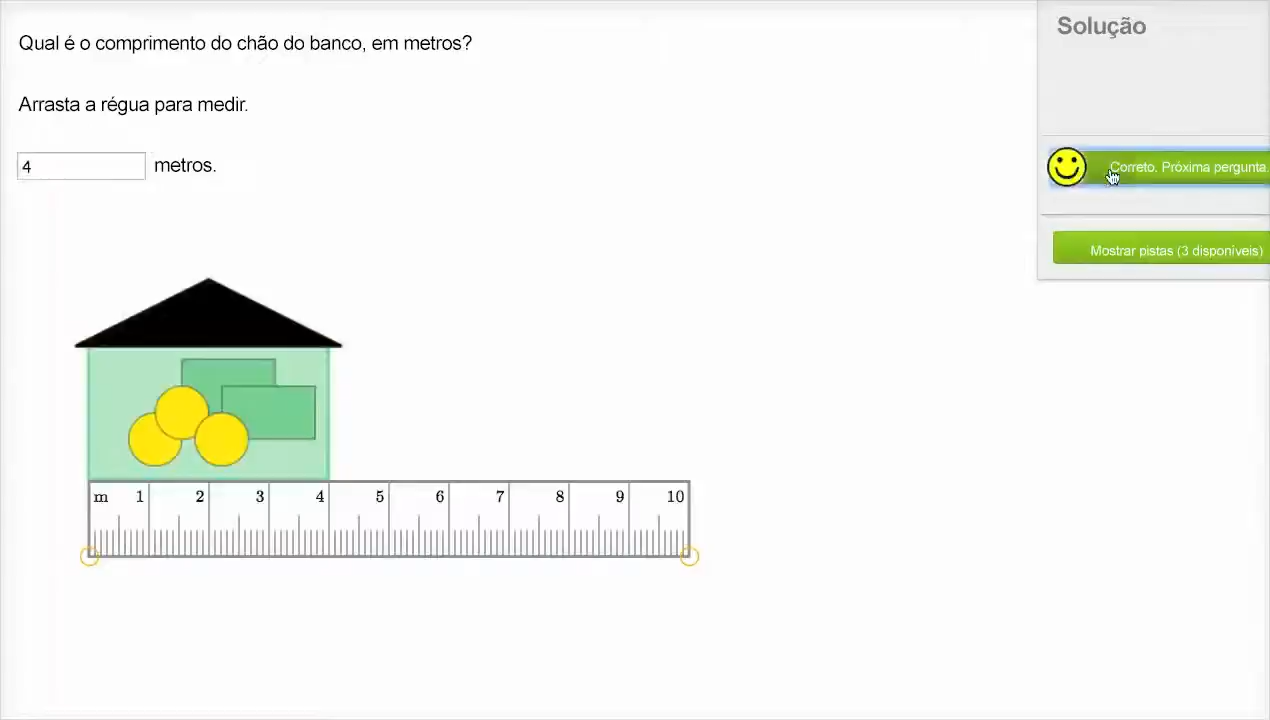 Qual é o comprimento do chão do banco, em metros?
Arrasta a régua para medir.
4 metros.
Solução
Correto. Próxima pergunta.
Mostrar pistas (3 disponíveis)
m 1 2 3 4 5 6 7 8 9 10